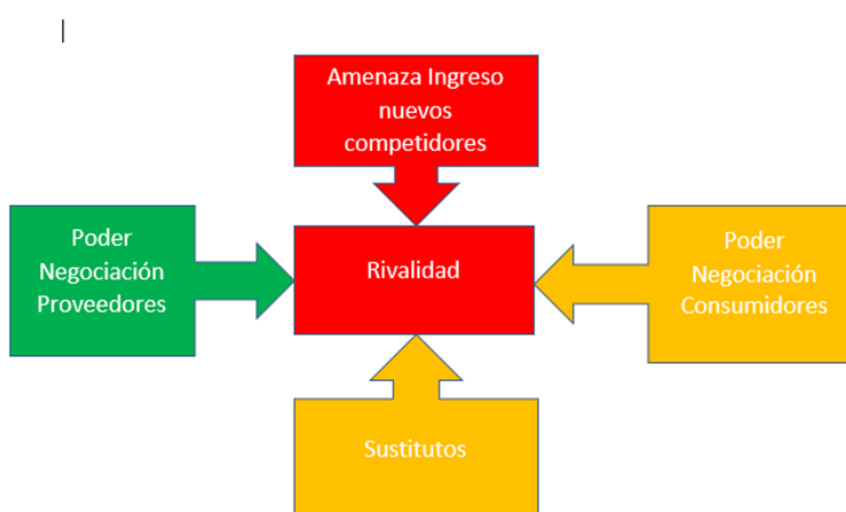 Amenaza Ingreso
nuevos
competidores
Poder
Negociación
Proveedores
Rivalidad
Poder
Negociación
Consumidores
Sustitutos